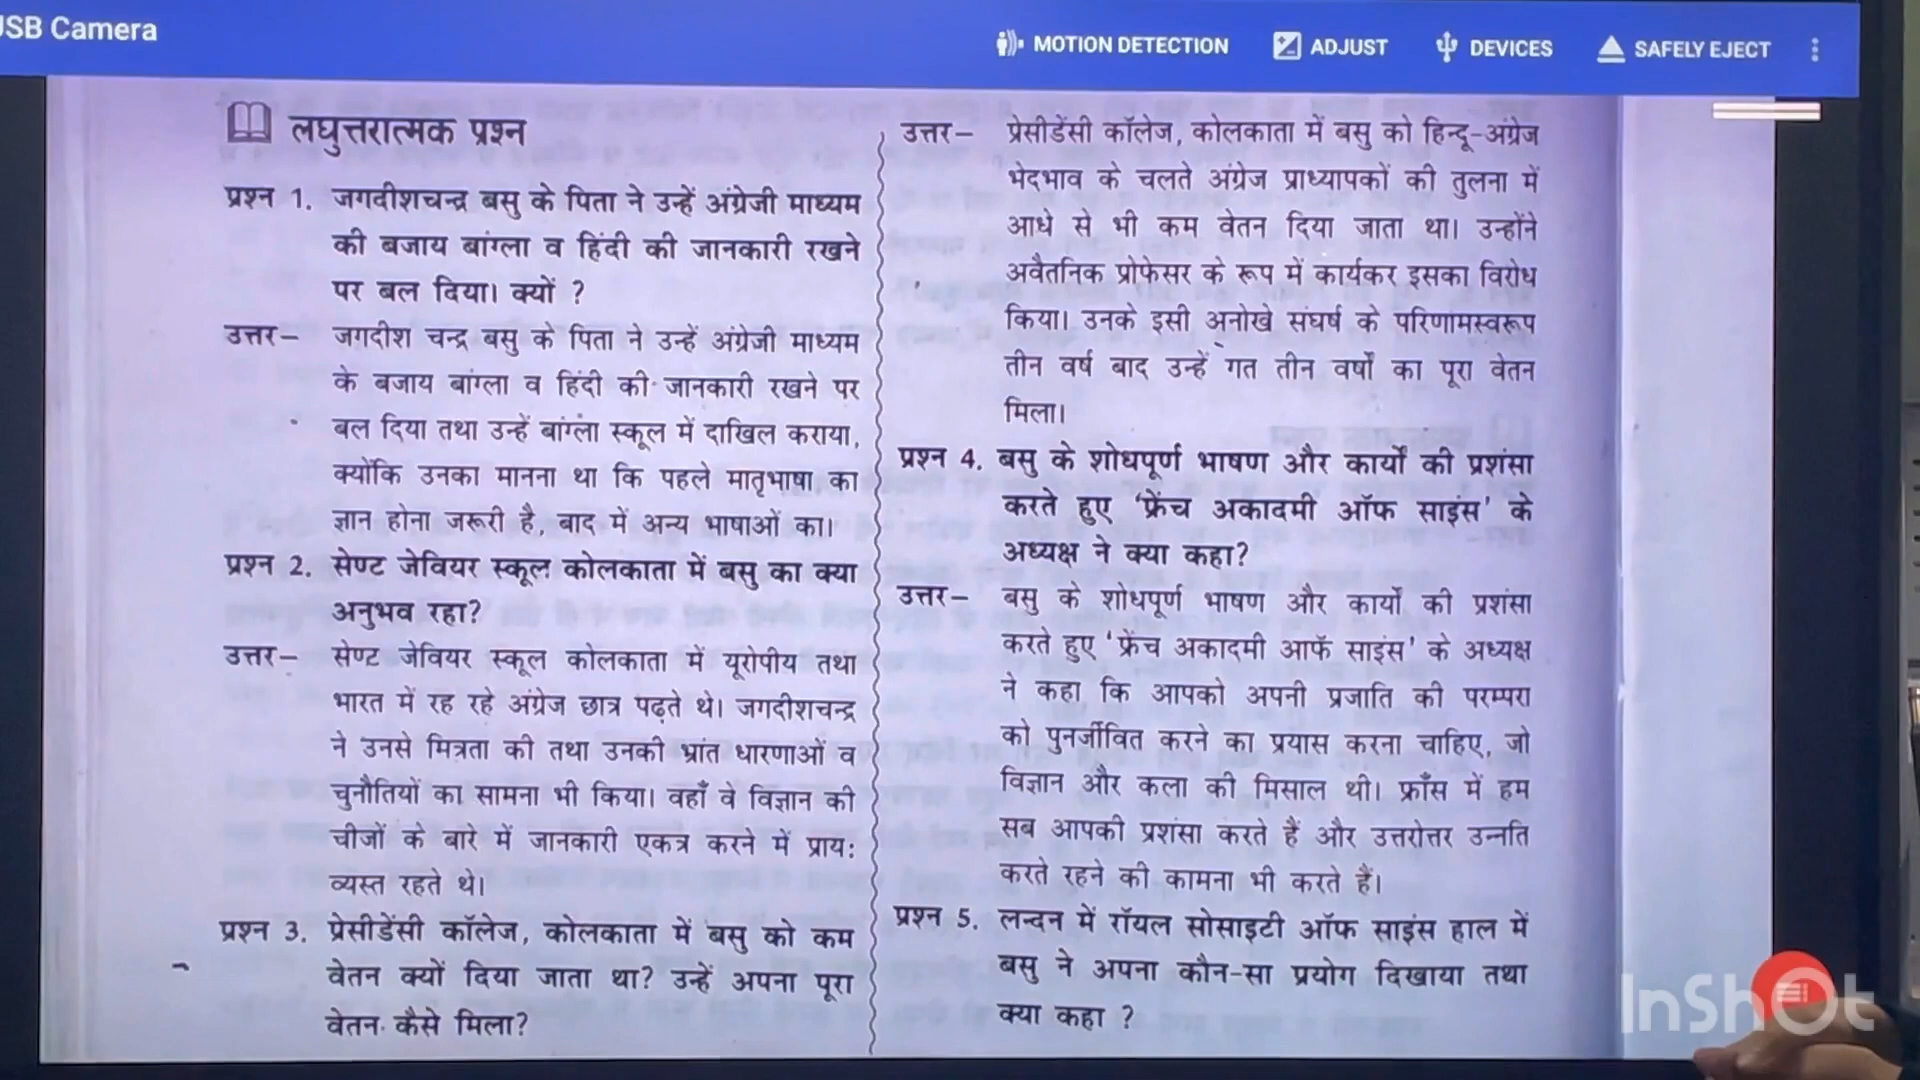 USB Camera
MOTION DETECTION
ADJUST
DEVICES
SAFELY EJECT
लघुत्तरात्मक प्रश्न
प्रश्न 1. जगदीशचन्द्र बसु के पिता ने उन्हें अंग्रेजी माध्यम
की बजाय बांग्ला व हिंदी की जानकारी रखने
पर बल दिया। क्यों ?
उत्तर– जगदीश चन्द्र बसु के पिता ने उन्हें अंग्रेजी माध्यम
के बजाय बांग्ला व हिंदी की जानकारी रखने पर
बल दिया तथा उन्हें बांग्ला स्कूल में दाखिल कराया,
क्योंकि उनका मानना था कि पहले मातृभाषा का
ज्ञान होना जरूरी है, बाद में अन्य भाषाओं का।
प्रश्न 2. सेण्ट जेवियर स्कूल कोलकाता में बसु का क्या
अनुभव रहा?
उत्तर– सेण्ट जेवियर स्कूल कोलकाता में यूरोपीय तथा
भारत में रह रहे अंग्रेज छात्र पढ़ते थे। जगदीशचन्द्र
ने उनसे मित्रता की तथा उनकी भ्रांत धारणाओं व
चुनौतियों का सामना भी किया। वहाँ वे विज्ञान की
चीजों के बारे में जानकारी एकत्र करने में प्राय:
व्यस्त रहते थे।
प्रश्न 3. प्रेसीडेंसी कॉलेज, कोलकाता में बसु को कम
वेतन क्यों दिया जाता था? उन्हें अपना पूरा
वेतन कैसे मिला?
उत्तर– प्रेसीडेंसी कॉलेज, कोलकाता में बसु को हिन्दू-अंग्रेज
भेदभाव के चलते अंग्रेज प्राध्यापकों की तुलना में
आधे से भी कम वेतन दिया जाता था। उन्होंने
अवैतनिक प्रोफेसर के रूप में कार्यकर इसका विरोध
किया। उनके इसी अनोखे संघर्ष के परिणामस्वरूप
तीन वर्ष बाद उन्हें गत तीन वर्षों का पूरा वेतन
मिला।
प्रश्न 4. बसु के शोधपूर्ण भाषण और कार्यों की प्रशंसा
करते हुए 'फ्रेंच अकादमी ऑफ साइंस' के
अध्यक्ष ने क्या कहा?
उत्तर– बसु के शोधपूर्ण भाषण और कार्यों की प्रशंसा
करते हुए 'फ्रेंच अकादमी आफॅ साइंस' के अध्यक्ष
ने कहा कि आपको अपनी प्रजाति की परम्परा
को पुनर्जीवित करने का प्रयास करना चाहिए, जो
विज्ञान और कला की मिसाल थी। फ्राँस में हम
सब आपकी प्रशंसा करते हैं और उत्तरोत्तर उन्नति
करते रहने की कामना भी करते हैं।
प्रश्न 5. लन्दन में रॉयल सोसाइटी ऑफ साइंस हाल में
बसु ने अपना कौन-सा प्रयोग दिखाया तथा
क्या कहा ?
InShOt